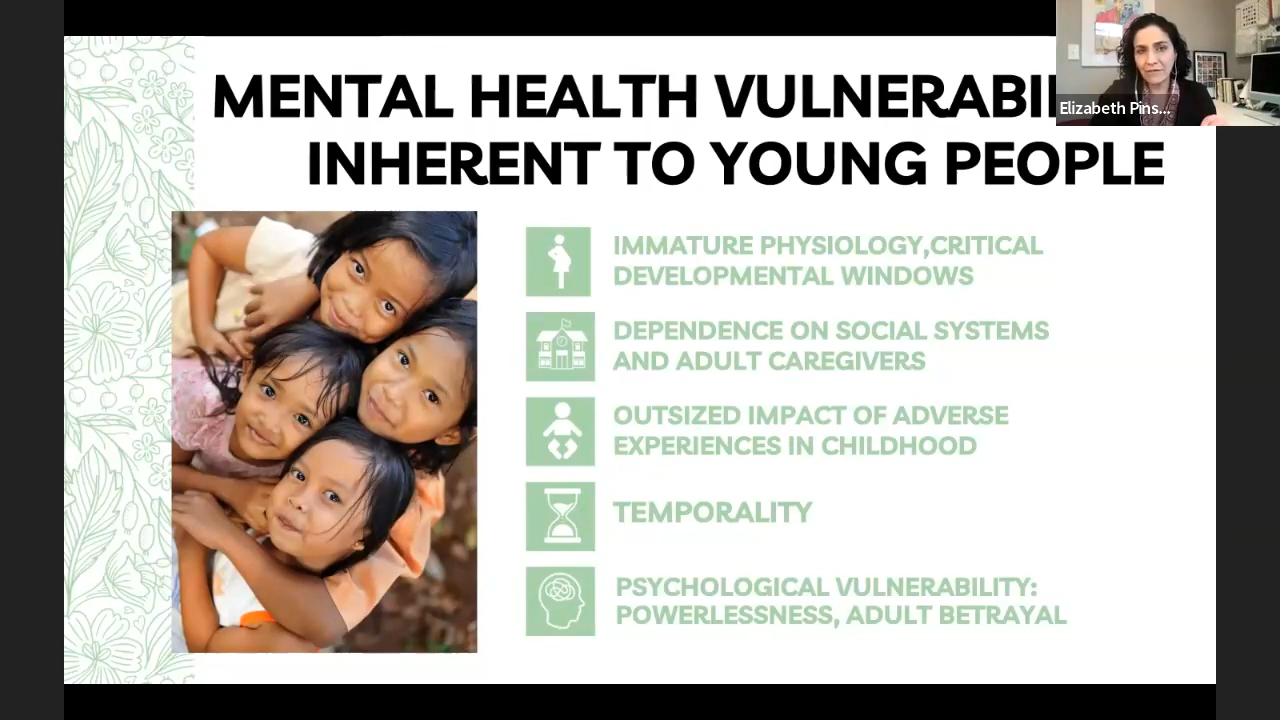 MENTAL HEALTH
INHERENT TO YOUNG PEOPLE
Elizabeth Pins...
IMMATURE PHYSIOLOGY,CRITICAL
DEVELOPMENTAL WINDOWS
DEPENDENCE ON SOCIAL SYSTEMS
AND ADULT CAREGIVERS
OUTSIZED IMPACT OF ADVERSE
EXPERIENCES IN CHILDHOOD
TEMPORALITY
PSYCHOLOGICAL VULNERABILITY:
POWERLESSNESS, ADULT BETRAYAL